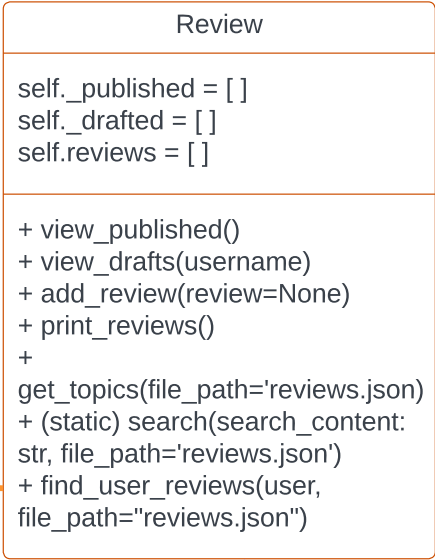 Review
self._published = [ ]
self._drafted = [ ]
self.reviews = [ ]
+ view_published()
+ view_drafts(username)
+ add_review(review=None)
+ print_reviews()
+
get_topics(file_path='reviews.json)
+ (static) search(search_content:
str, file_path='reviews.json')
+ find_user_reviews(user,
file_path="reviews.json")